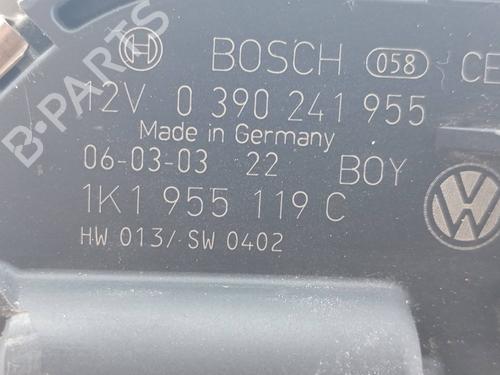 BOSCH 058 CE
12V 0 390 241 955
Made in Germany
06-03-03 22 BOY
1K1 955 119 C
HW 013/ SW 0402
B-PARTS